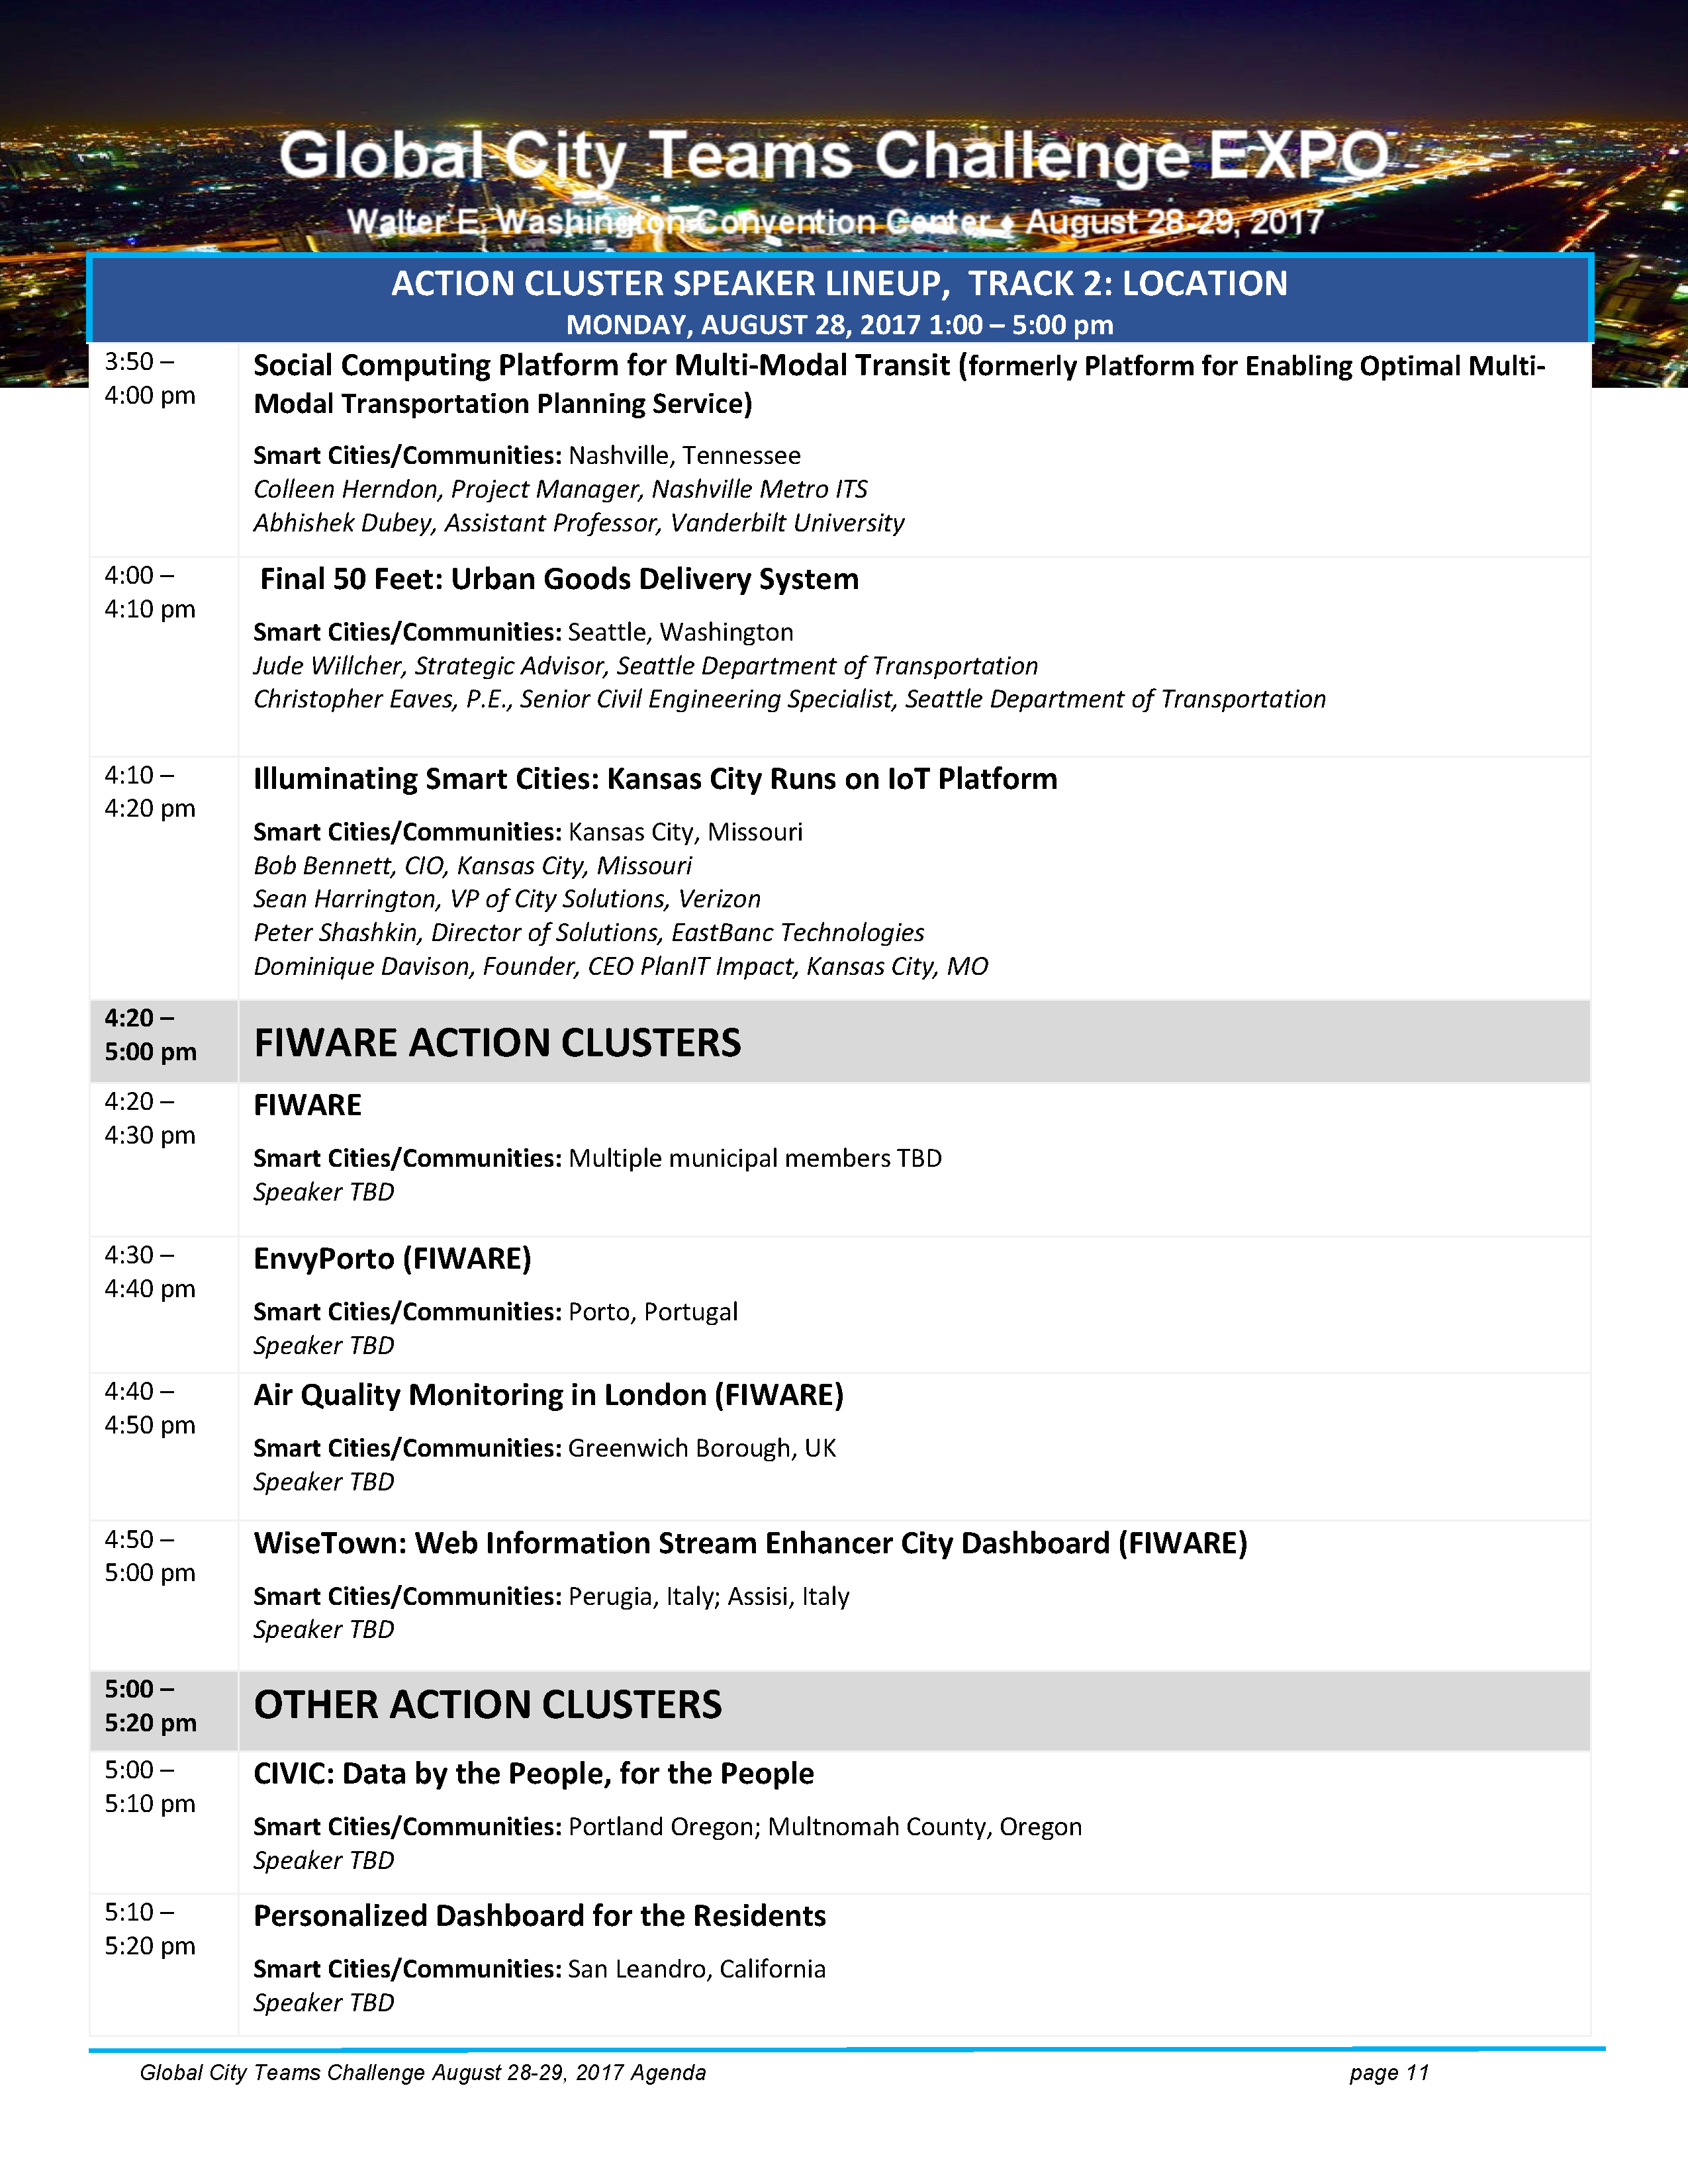 Global City Teams Challenge EXPO
Walter E. Washington Convention Center ♦ August 28-29, 2017
ACTION CLUSTER SPEAKER LINEUP,  TRACK 2: LOCATION
MONDAY, AUGUST 28, 2017 1:00 – 5:00 pm
3:50 –
4:00 pm
Social Computing Platform for Multi-Modal Transit (formerly Platform for Enabling Optimal Multi-
Modal Transportation Planning Service)
Smart Cities/Communities: Nashville, Tennessee
Colleen Herndon, Project Manager, Nashville Metro ITS
Abhishek Dubey, Assistant Professor, Vanderbilt University
4:00 –
4:10 pm
Final 50 Feet: Urban Goods Delivery System
Smart Cities/Communities: Seattle, Washington
Jude Willcher, Strategic Advisor, Seattle Department of Transportation
Christopher Eaves, P.E., Senior Civil Engineering Specialist, Seattle Department of Transportation
4:10 –
4:20 pm
Illuminating Smart Cities: Kansas City Runs on IoT Platform
Smart Cities/Communities: Kansas City, Missouri
Bob Bennett, CIO, Kansas City, Missouri
Sean Harrington, VP of City Solutions, Verizon
Peter Shashkin, Director of Solutions, EastBanc Technologies
Dominique Davison, Founder, CEO PlanIT Impact, Kansas City, MO
4:20 –
5:00 pm
FIWARE ACTION CLUSTERS
4:20 –
4:30 pm
FIWARE
Smart Cities/Communities: Multiple municipal members TBD
Speaker TBD
4:30 –
4:40 pm
EnvyPorto (FIWARE)
Smart Cities/Communities: Porto, Portugal
Speaker TBD
4:40 –
4:50 pm
Air Quality Monitoring in London (FIWARE)
Smart Cities/Communities: Greenwich Borough, UK
Speaker TBD
4:50 –
5:00 pm
WiseTown: Web Information Stream Enhancer City Dashboard (FIWARE)
Smart Cities/Communities: Perugia, Italy; Assisi, Italy
Speaker TBD
5:00 –
5:20 pm
OTHER ACTION CLUSTERS
5:00 –
5:10 pm
CIVIC: Data by the People, for the People
Smart Cities/Communities: Portland Oregon; Multnomah County, Oregon
Speaker TBD
5:10 –
5:20 pm
Personalized Dashboard for the Residents
Smart Cities/Communities: San Leandro, California
Speaker TBD
Global City Teams Challenge August 28-29, 2017 Agenda
page 11